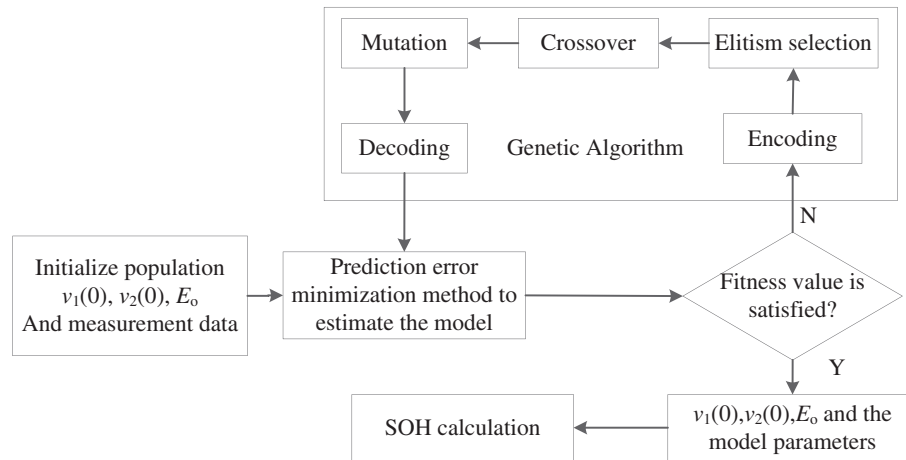 Mutation
Crossover
Elitism selection
Decoding
Genetic Algorithm
Encoding
N
Initialize population
v₁(0), v₂(0), Eₒ
And measurement data
Prediction error
minimization method to
estimate the model
Fitness value is
satisfied?
Y
SOH calculation
v₁(0),v₂(0),Eₒ and the
model parameters